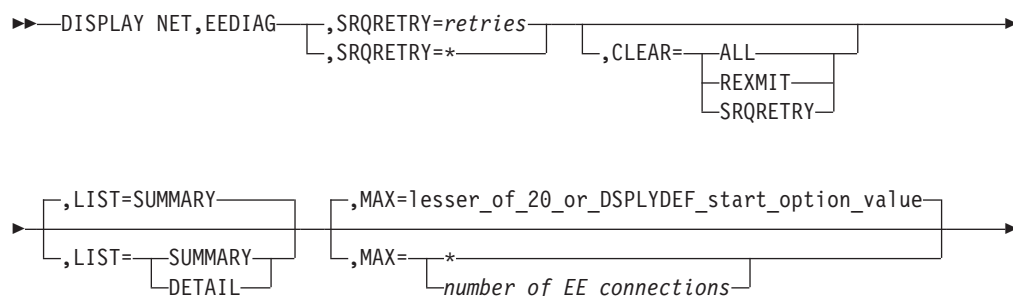 DISPLAY NET,EEDIAG ,SRQRETRY=retries
,SRQRETRY=* ,CLEAR= ALL
REXMIT
SRQRETRY
,LIST=SUMMARY ,MAX=lesser_of_20_or_DSPLYDEF_start_option_value
,LIST= SUMMARY ,MAX= *
DETAIL number of EE connections